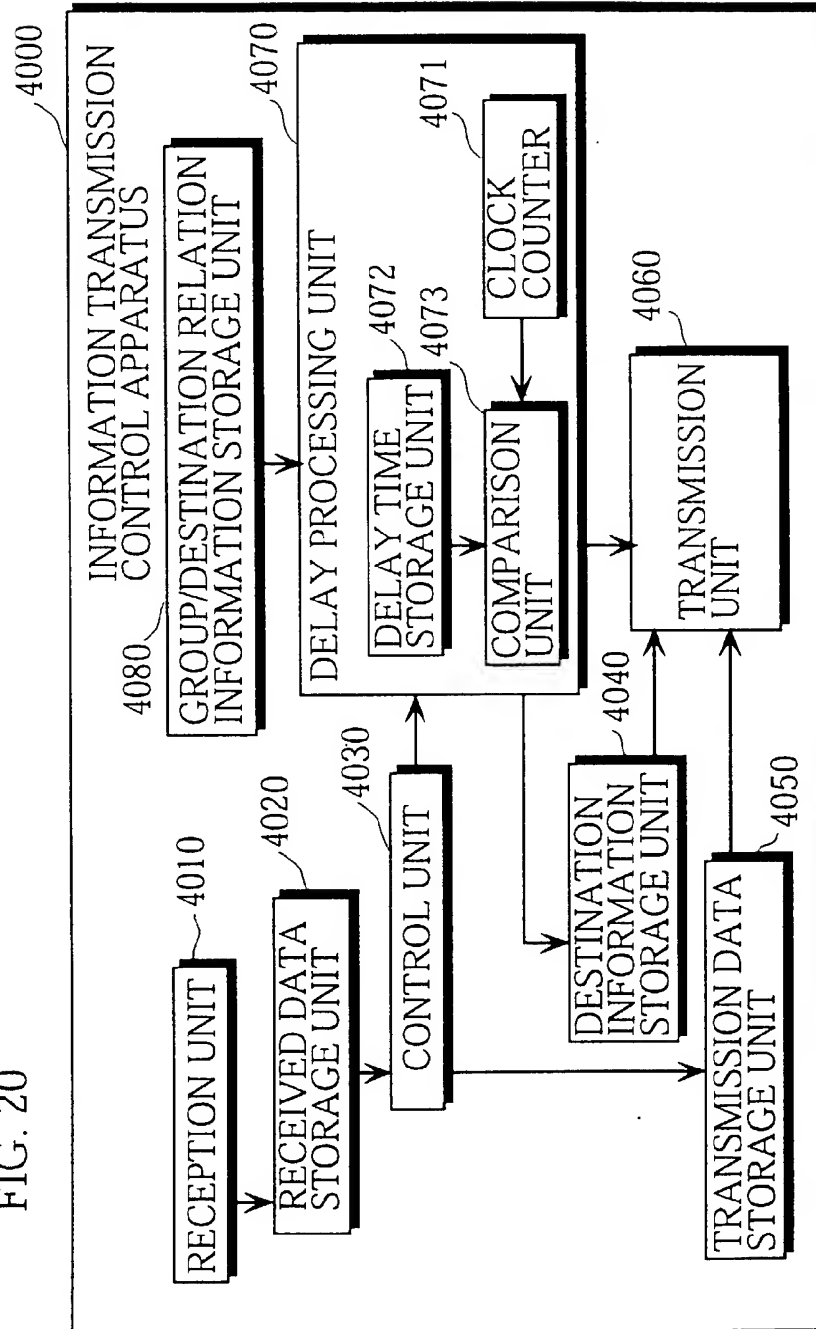 FIG. 20
4000
INFORMATION TRANSMISSION
CONTROL APPARATUS
4010
RECEPTION UNIT
4020
RECEIVED DATA
STORAGE UNIT
4030
CONTROL UNIT
4080
GROUP/DESTINATION RELATION
INFORMATION STORAGE UNIT
4070
DELAY PROCESSING UNIT
4072
DELAY TIME
STORAGE UNIT
4073
COMPARISON
UNIT
4071
CLOCK
COUNTER
4040
DESTINATION
INFORMATION
STORAGE UNIT
4050
TRANSMISSION DATA
STORAGE UNIT
4060
TRANSMISSION
UNIT